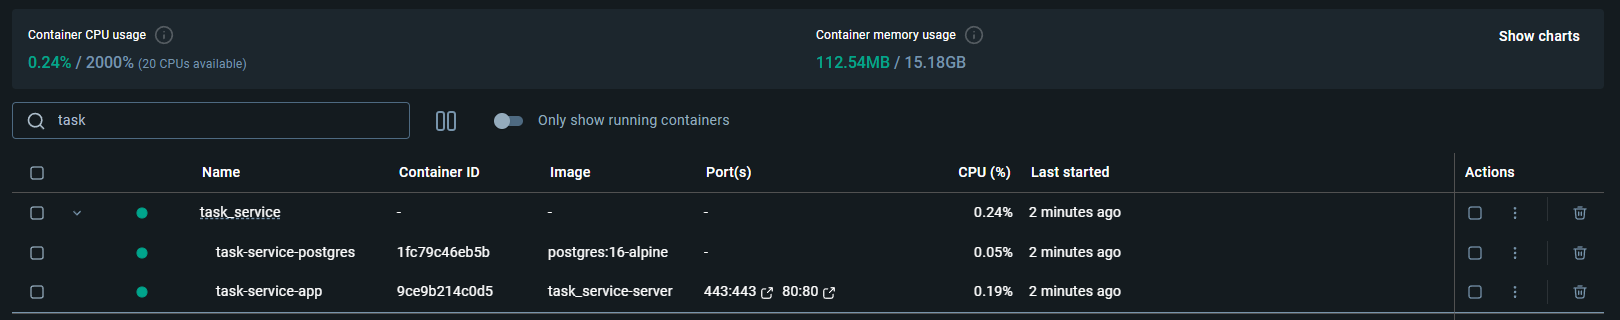 Container CPU usage
0.24% / 2000% (20 CPUs available)
Container memory usage
112.54MB / 15.18GB
Show charts
task
Only show running containers
Name Container ID Image Port(s) CPU (%) Last started Actions
task_service - - - 0.24% 2 minutes ago
task-service-postgres 1fc79c46eb5b postgres:16-alpine - 0.05% 2 minutes ago
task-service-app 9ce9b214c0d5 task_service-server 443:443 80:80 0.19% 2 minutes ago